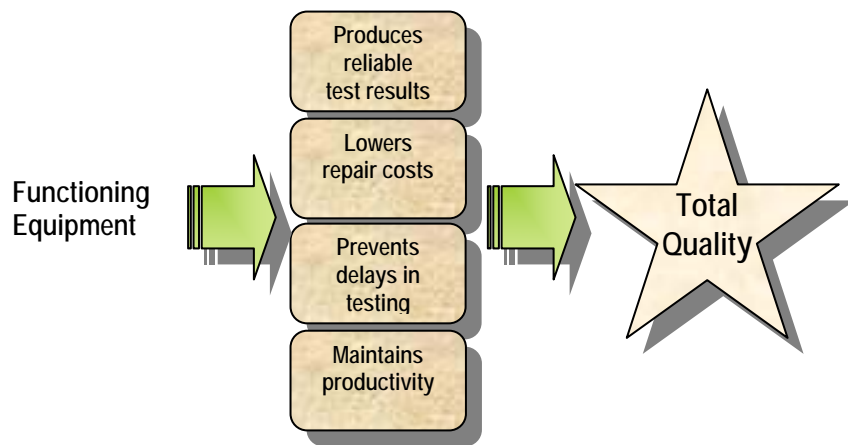 Functioning
Equipment
Produces
reliable
test results
Lowers
repair costs
Prevents
delays in
testing
Maintains
productivity
Total
Quality